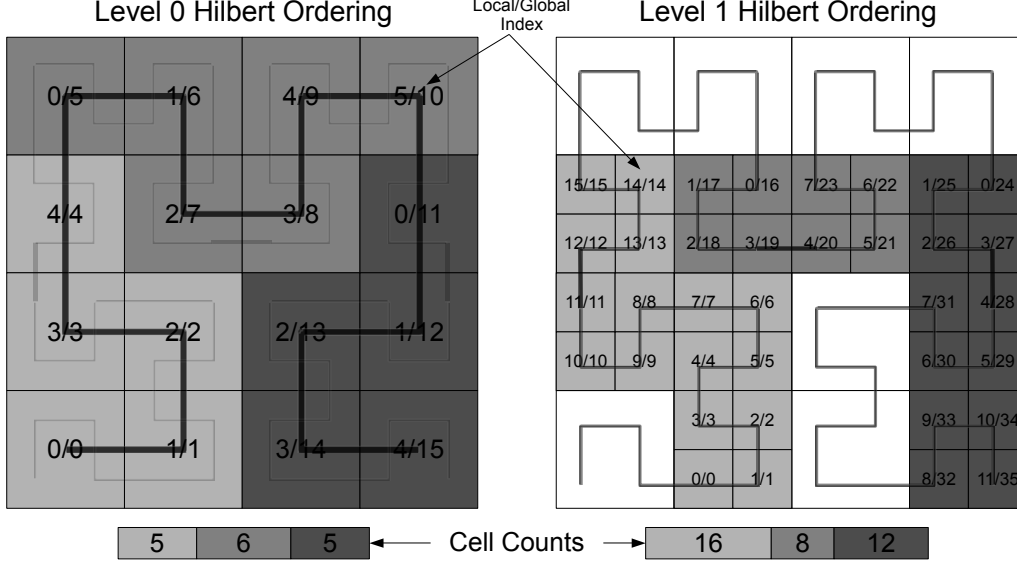 Level 0 Hilbert Ordering
Local/Global
Index
Level 1 Hilbert Ordering
0/5 1/6 4/9 5/10
4/4 2/7 3/8 0/11
3/3 2/2 2/13 1/12
0/0 1/1 3/14 4/15
15/15 14/14 1/17 0/16 7/23 6/22 1/25 0/24
12/12 13/13 2/18 3/19 4/20 5/21 2/26 3/27
11/11 8/8 7/7 6/6 7/31 4/28
10/10 9/9 4/4 5/5 6/30 5/29
3/3 2/2 9/33 10/34
0/0 1/1 8/32 11/35
5 6 5 Cell Counts 16 8 12